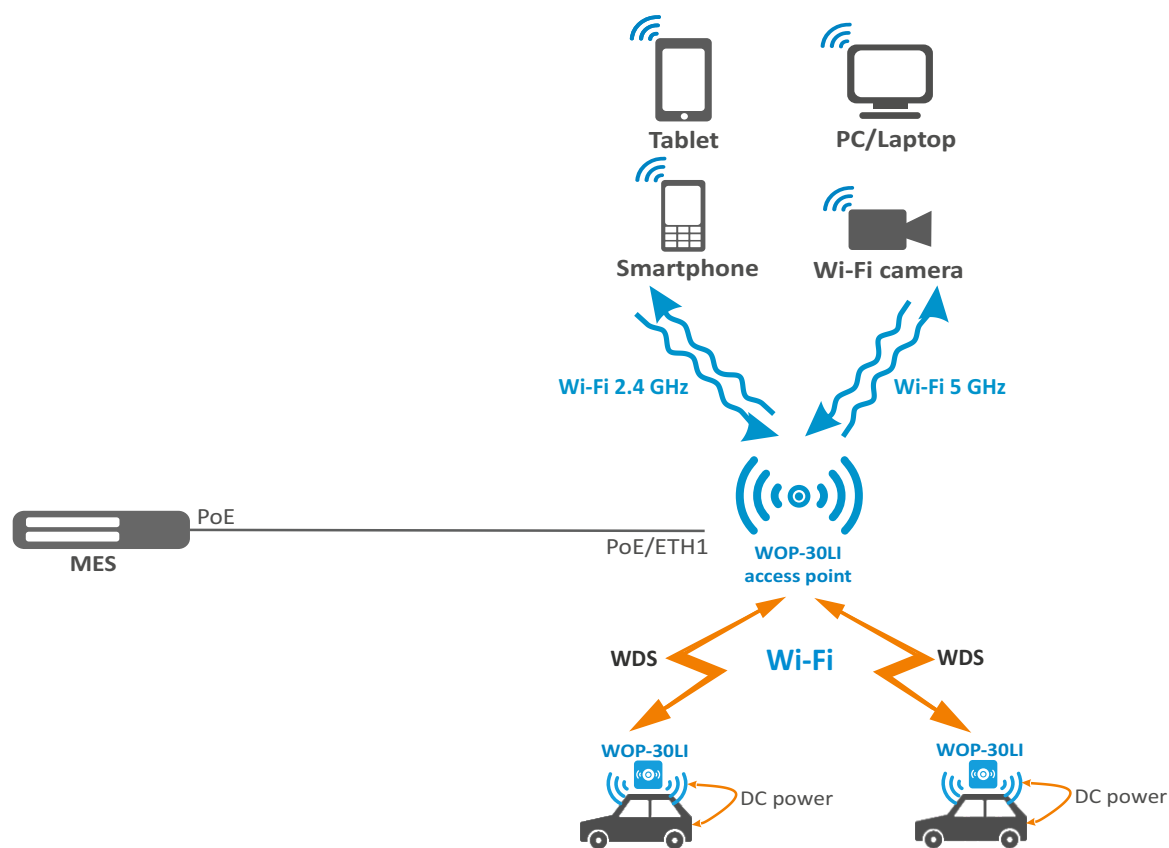 Tablet
PC/Laptop
Smartphone
Wi-Fi camera
Wi-Fi 2.4 GHz
Wi-Fi 5 GHz
PoE
MES
PoE/ETH1
WOP-30LI
access point
WDS
Wi-Fi
WDS
WOP-30LI
WOP-30LI
DC power
DC power